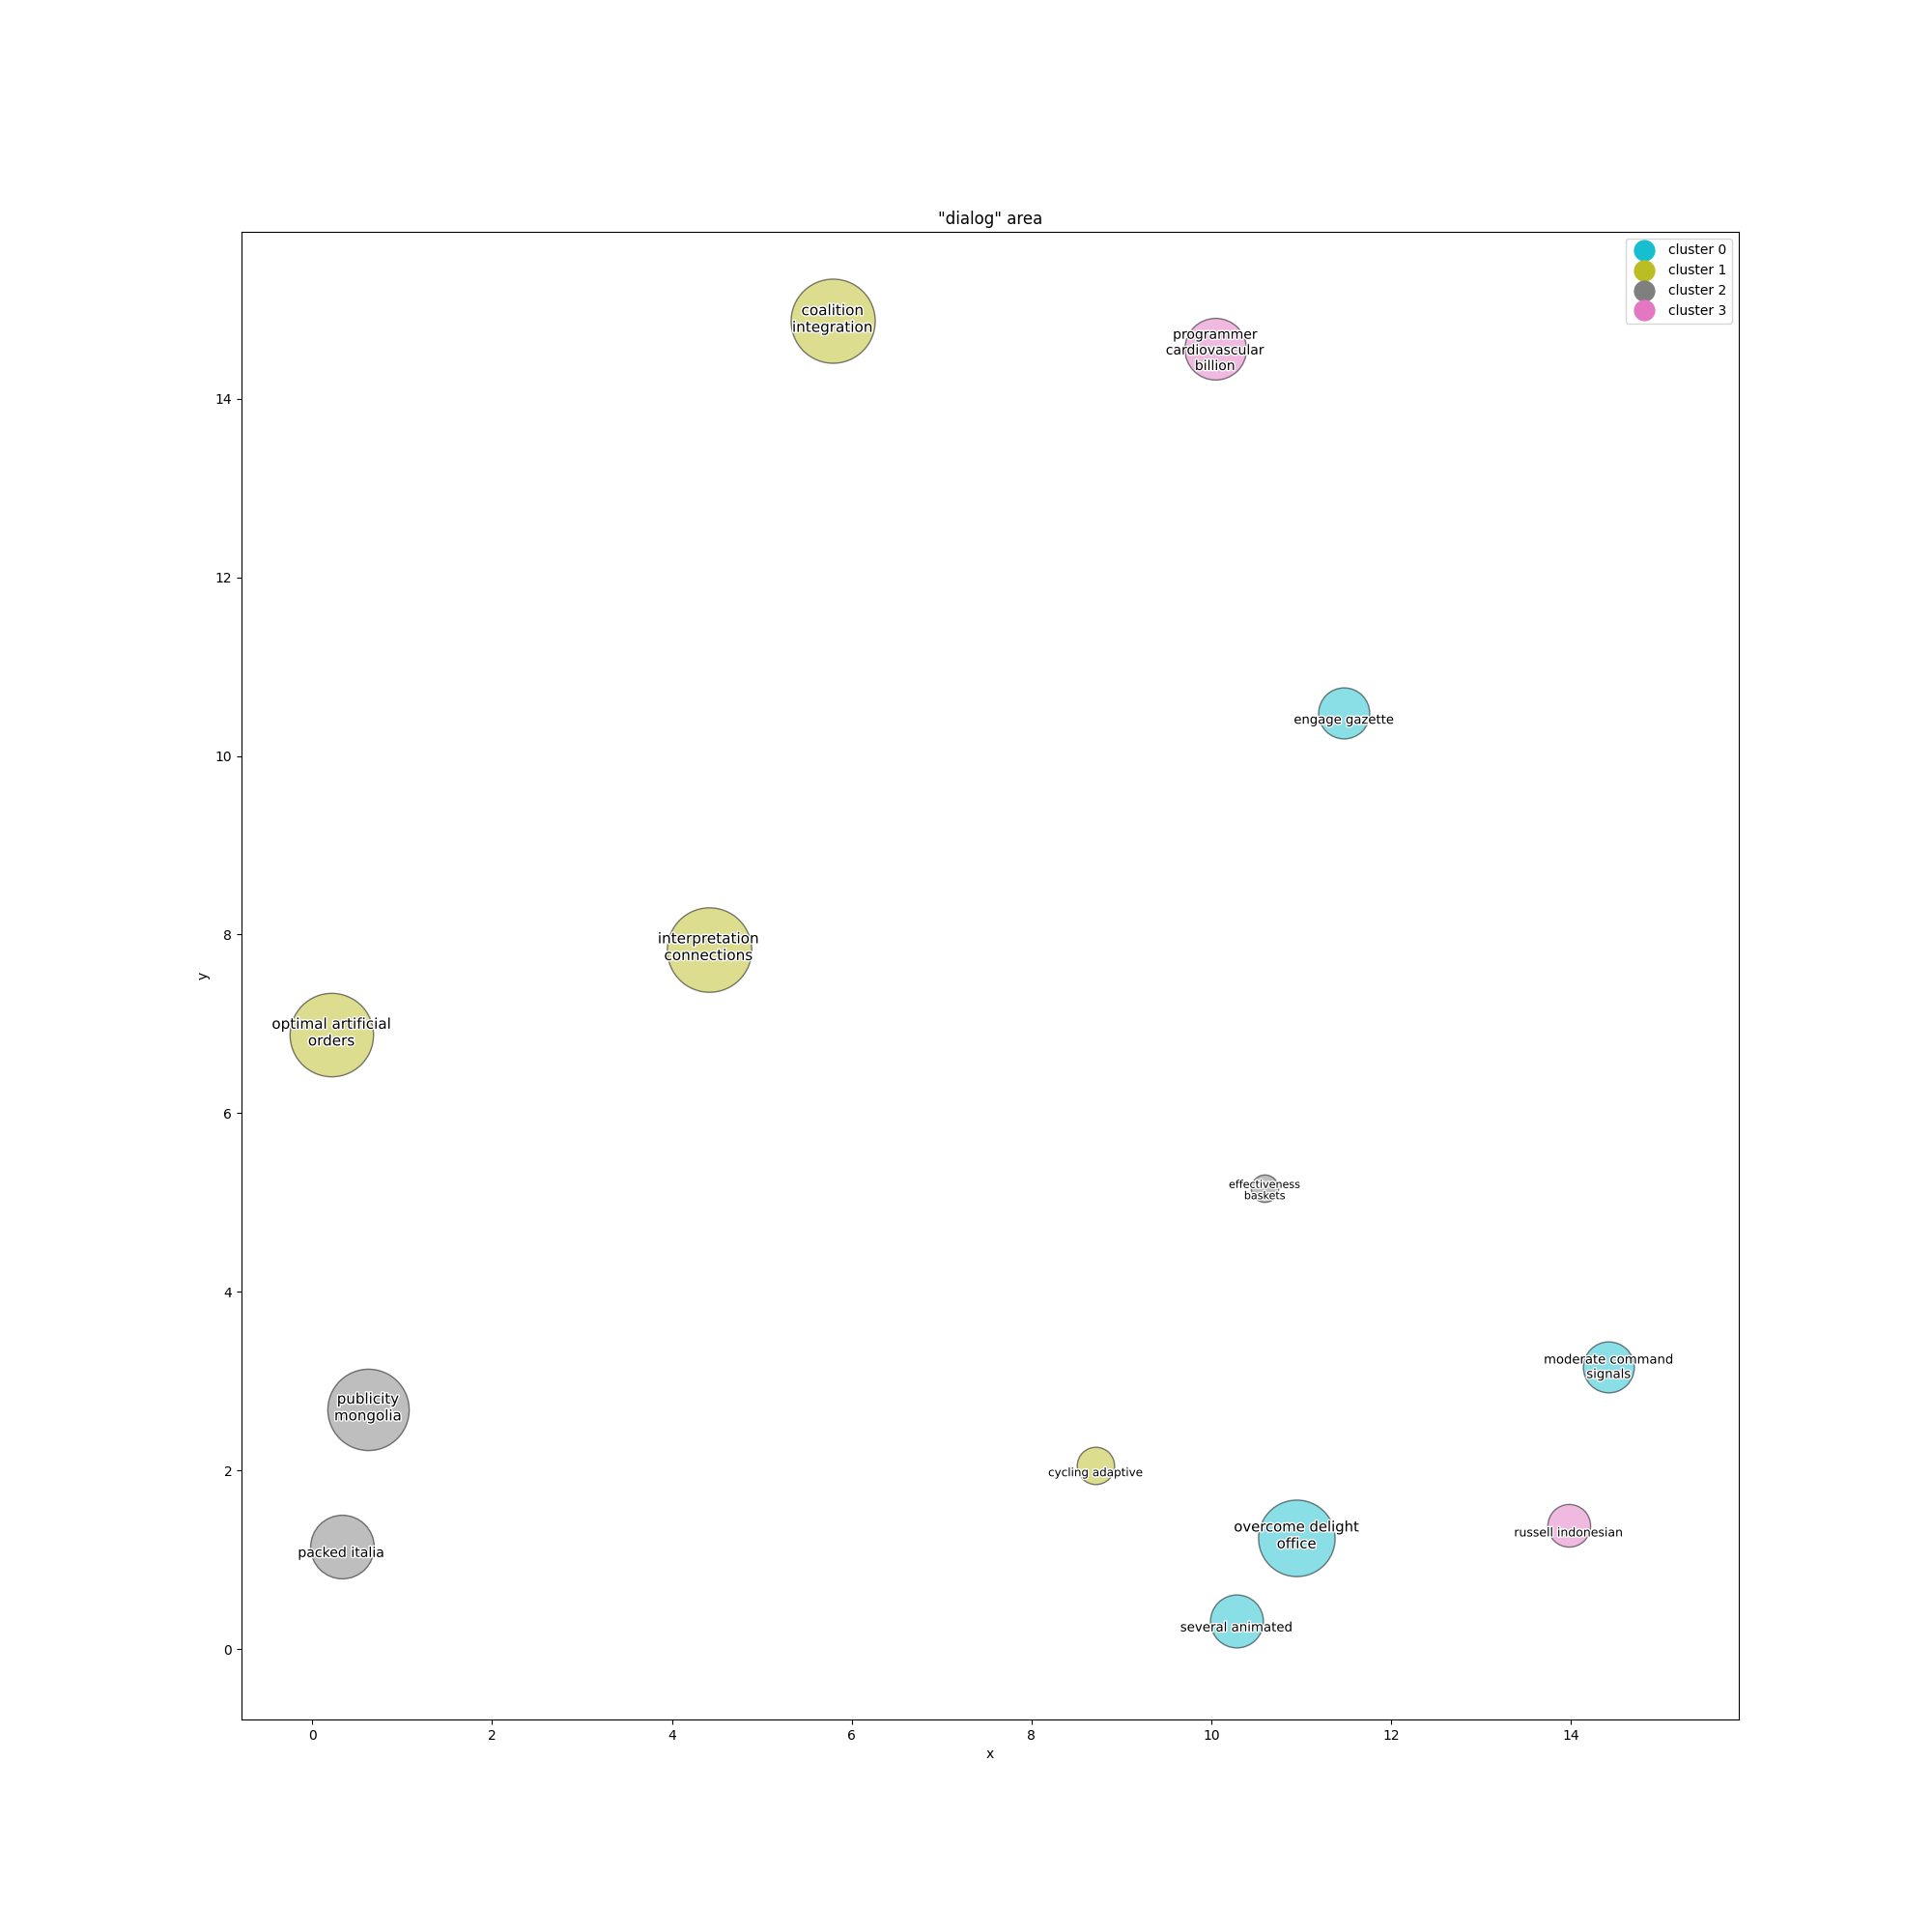 "dialog" area
cluster 0
cluster 1
cluster 2
cluster 3
coalition
integration
programmer
cardiovascular
billion
engage gazette
interpretation
connections
optimal artificial
orders
effectiveness
baskets
moderate command
signals
publicity
mongolia
cycling adaptive
overcome delight
office
russell indonesian
packed italia
several animated
14
12
10
8
6
4
2
0
y
0 2 4 6 8 10 12 14
x